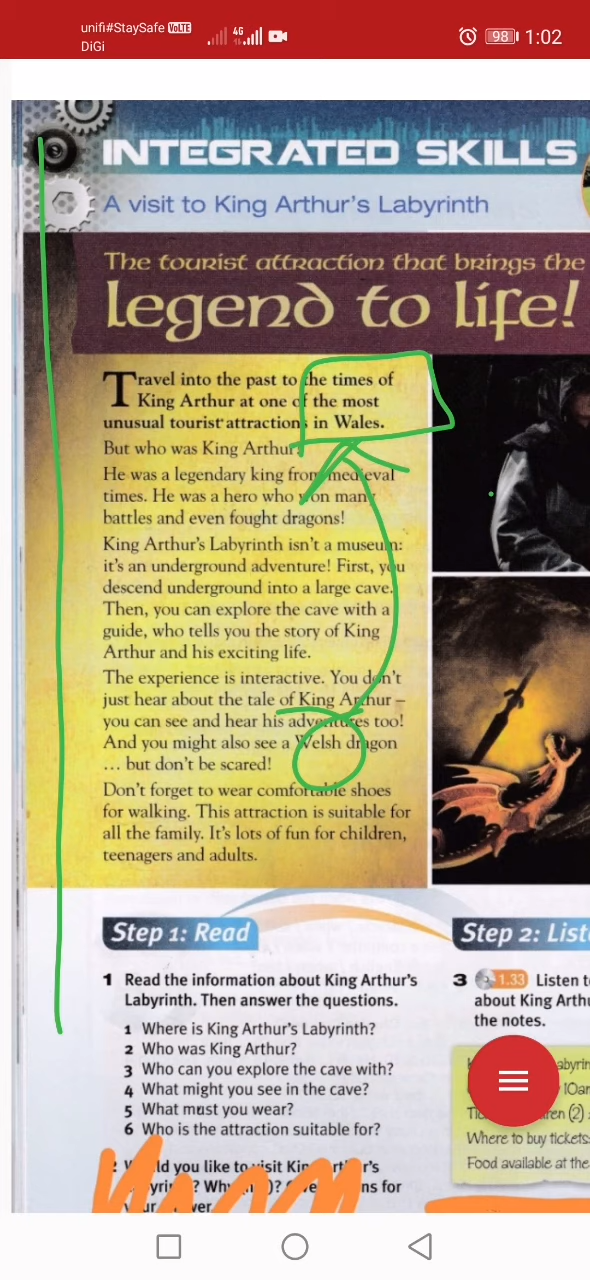 unifi#StaySafe VoLTE
DiGi
4G
98
1:02
INTEGRATED SKILLS
A visit to King Arthur's Labyrinth
The tourist attraction that brings the
legend to life!
Travel into the past to the times of
King Arthur at one of the most
unusual tourist attractions in Wales.
But who was King Arthur?
He was a legendary king from medieval
times. He was a hero who won many
battles and even fought dragons!
King Arthur's Labyrinth isn't a museum:
it's an underground adventure! First, you
descend underground into a large cave.
Then, you can explore the cave with a
guide, who tells you the story of King
Arthur and his exciting life.
The experience is interactive. You don't
just hear about the tale of King Arthur –
you can see and hear his adventures too!
And you might also see a Welsh dragon
... but don't be scared!
Don't forget to wear comfortable shoes
for walking. This attraction is suitable for
all the family. It's lots of fun for children,
teenagers and adults.
Step 1: Read
1 Read the information about King Arthur's
Labyrinth. Then answer the questions.
1 Where is King Arthur's Labyrinth?
2 Who was King Arthur?
3 Who can you explore the cave with?
4 What might you see in the cave?
5 What must you wear?
6 Who is the attraction suitable for?
like to visit
for
Step 2: List
3 1.33 Listen t
about King Arth
the notes.
abyrin
10am
ren (2)
Where to buy tickets:
Food available at the